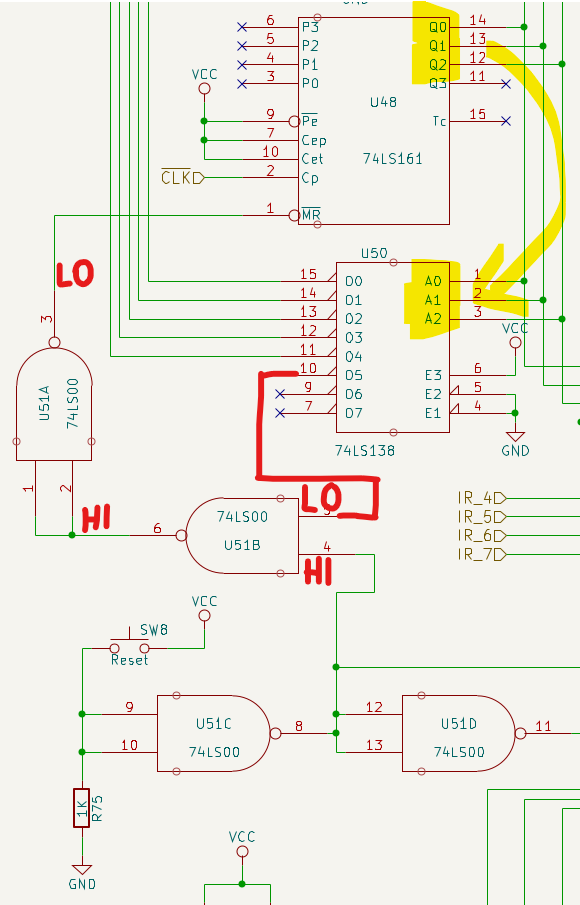 P3 6 Q0 14
P2 5 Q1 13
P1 4 Q2 12
P0 3 Q3 11
VCC
U48
Pe 9 Tc 15
Cep 7
74LS161
Cet 10
CLK Cp 2
MR 1
U50
LO
15 D0 A0 1
14 D1 A1 2
13 D2 A2 3
12 D3
VCC
11 D4
10 D5 E3 6
9 D6 E2 5
7 D7 E1 4
3
U51A
74LS00
74LS138
GND
1 2
HI
LO
IR_4
IR_5
IR_6
IR_7
74LS00
6 U51B
4
HI
VCC
SW8
Reset
9 U51C 8
10 74LS00
12 U51D 11
13 74LS00
1K
R75
GND
VCC